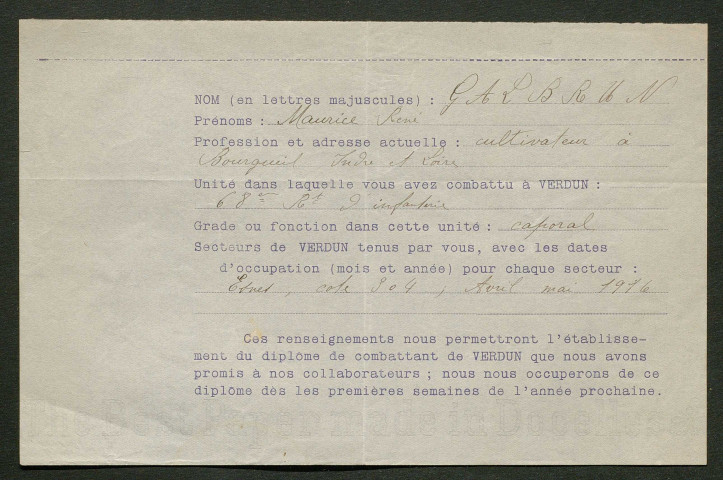 NOM (en lettres majuscules) : GALBRUN
Prénoms : Maurice René
Profession et adresse actuelle : cultivateur à
Bourgueil Indre et Loire
Unité dans laquelle vous avez combattu à VERDUN :
68e Rt d'infanterie
Grade ou fonction dans cette unité : caporal
Secteurs de VERDUN tenus par vous, avec les dates
d'occupation (mois et année) pour chaque secteur :
Esnes, cote 304, Avril mai 1916
Ces renseignements nous permettront l'établisse-
ment du diplôme de combattant de VERDUN que nous avons
promis à nos collaborateurs ; nous nous occuperons de ce
diplôme dès les premières semaines de l'année prochaine.